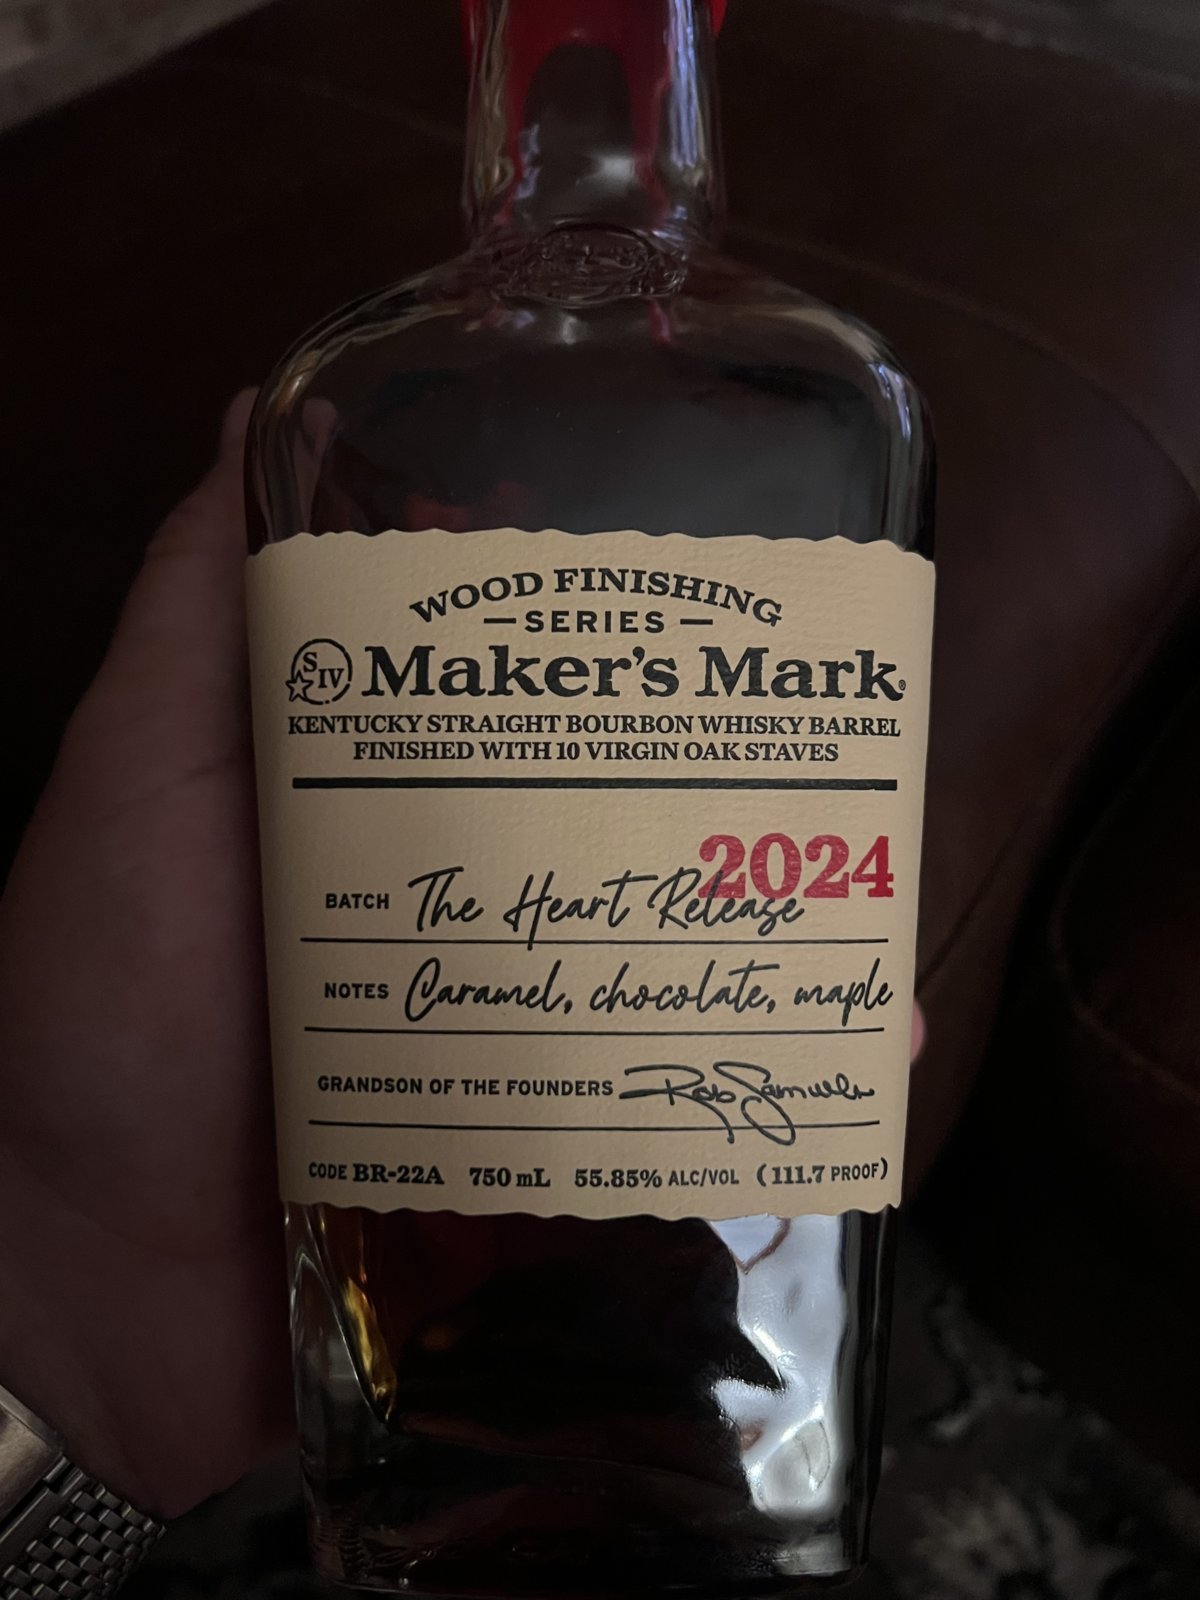 WOOD FINISHING
—SERIES—
S IV
Maker's Mark®
KENTUCKY STRAIGHT BOURBON WHISKY BARREL
FINISHED WITH 10 VIRGIN OAK STAVES
2024
BATCH The Heart Release
NOTES Caramel, chocolate, maple
GRANDSON OF THE FOUNDERS Rob Samuels
CODE BR-22A 750 mL 55.85% ALC/VOL (111.7 PROOF)